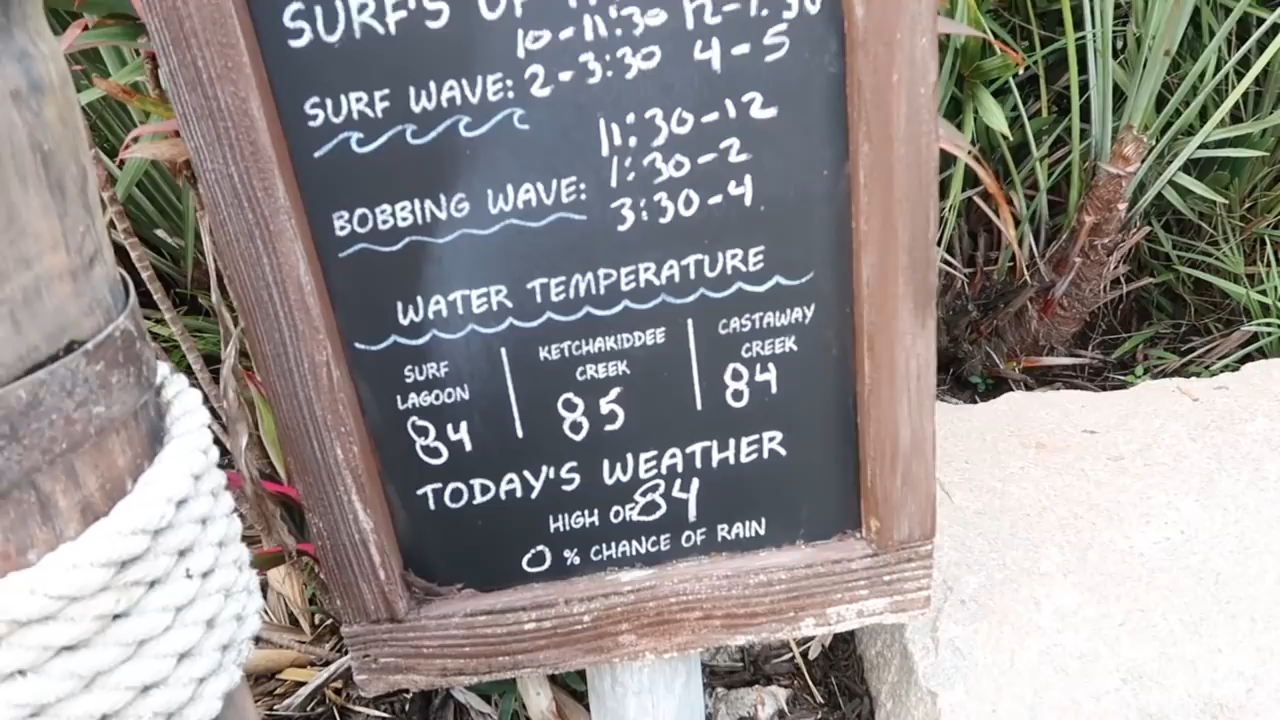 SURF'S UP
10-11:30 12-1:30
SURF WAVE: 2-3:30 4-5
11:30-12
BOBBING WAVE: 1:30-2
3:30-4
WATER TEMPERATURE
SURF LAGOON
84
KETCHAKIDDEE CREEK
85
CASTAWAY CREEK
84
TODAY'S WEATHER
HIGH OF 84
0 % CHANCE OF RAIN